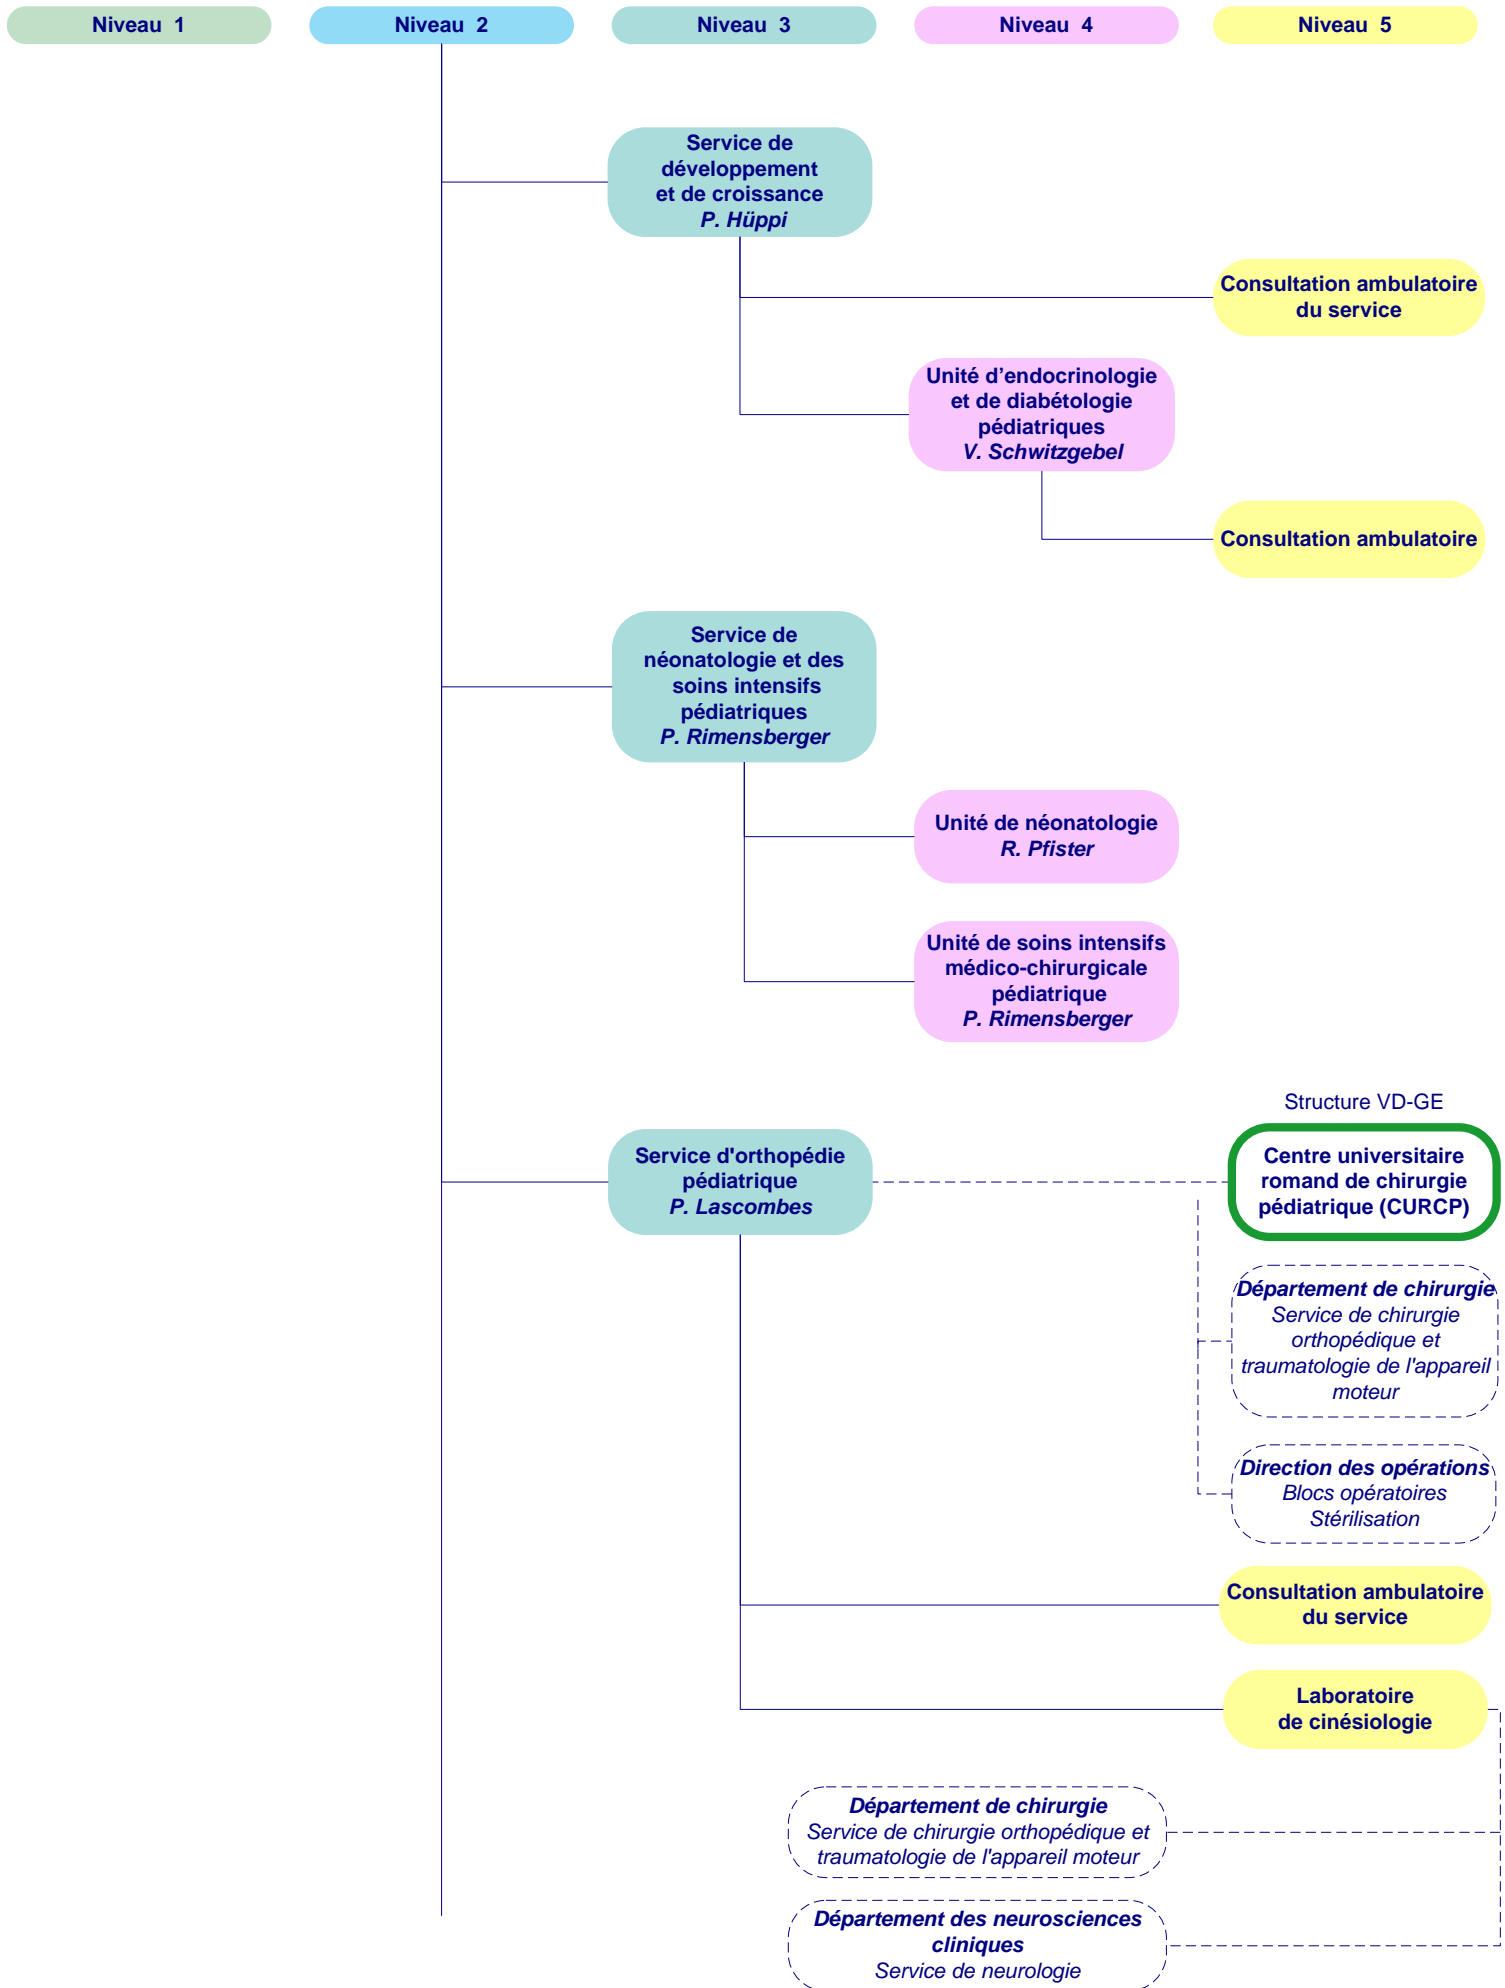 Niveau 1
Niveau 2
Niveau 3
Niveau 4
Niveau 5
Service de
développement
et de croissance
P. Hüppi
Consultation ambulatoire
du service
Unité d’endocrinologie
et de diabétologie
pédiatriques
V. Schwitzgebel
Consultation ambulatoire
Service de
néonatologie et des
soins intensifs
pédiatriques
P. Rimensberger
Unité de néonatologie
R. Pfister
Unité de soins intensifs
médico-chirurgicale
pédiatrique
P. Rimensberger
Structure VD-GE
Service d'orthopédie
pédiatrique
P. Lascombes
Centre universitaire
romand de chirurgie
pédiatrique (CURCP)
Département de chirurgie
Service de chirurgie
orthopédique et
traumatologie de l'appareil
moteur
Direction des opérations
Blocs opératoires
Stérilisation
Consultation ambulatoire
du service
Laboratoire
de cinésiologie
Département de chirurgie
Service de chirurgie orthopédique et
traumatologie de l'appareil moteur
Département des neurosciences
cliniques
Service de neurologie